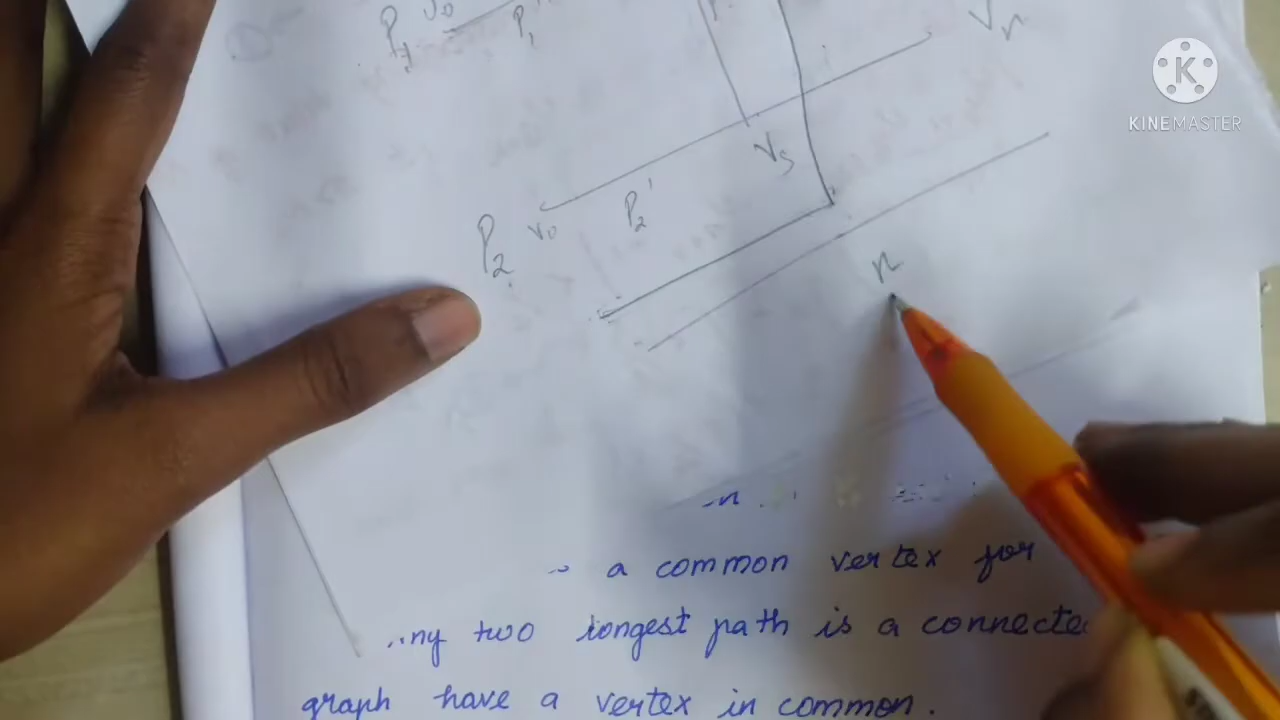 P1 v0 P1'
Vn
KINEMASTER
Vs
P2 v0 P2'
n
a common vertex for
two longest path is a connected
graph have a vertex in common.